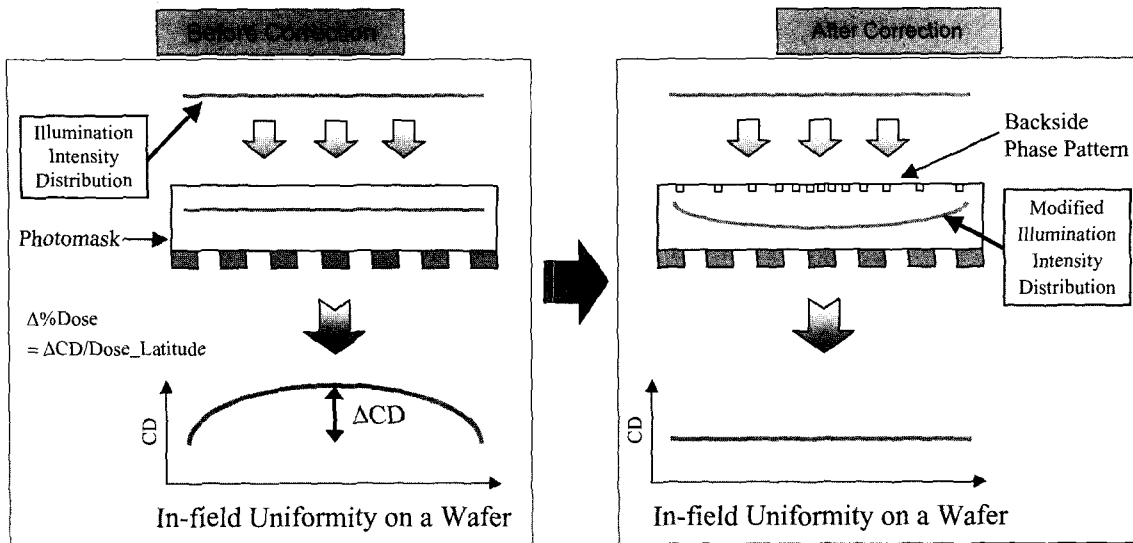 Before Correction
Illumination
Intensity
Distribution
Photomask
Δ%Dose
= ΔCD/Dose_Latitude
CD
ΔCD
In-field Uniformity on a Wafer
After Correction
Backside
Phase Pattern
Modified
Illumination
Intensity
Distribution
CD
In-field Uniformity on a Wafer